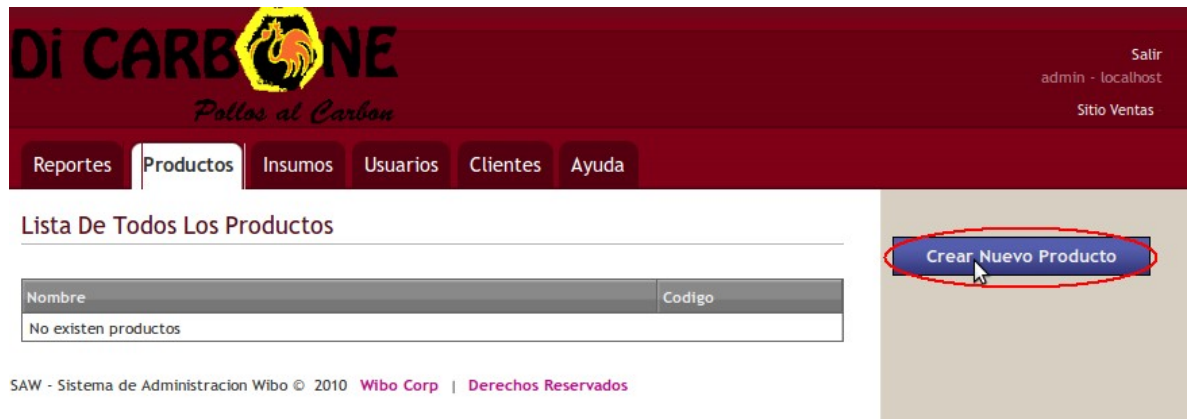 Di CARBONE
Pollos al Carbon
Salir
admin - localhost
Sitio Ventas
Reportes Productos Insumos Usuarios Clientes Ayuda
Lista De Todos Los Productos
Crear Nuevo Producto
Nombre Codigo
No existen productos
SAW - Sistema de Administracion Wibo © 2010 Wibo Corp | Derechos Reservados